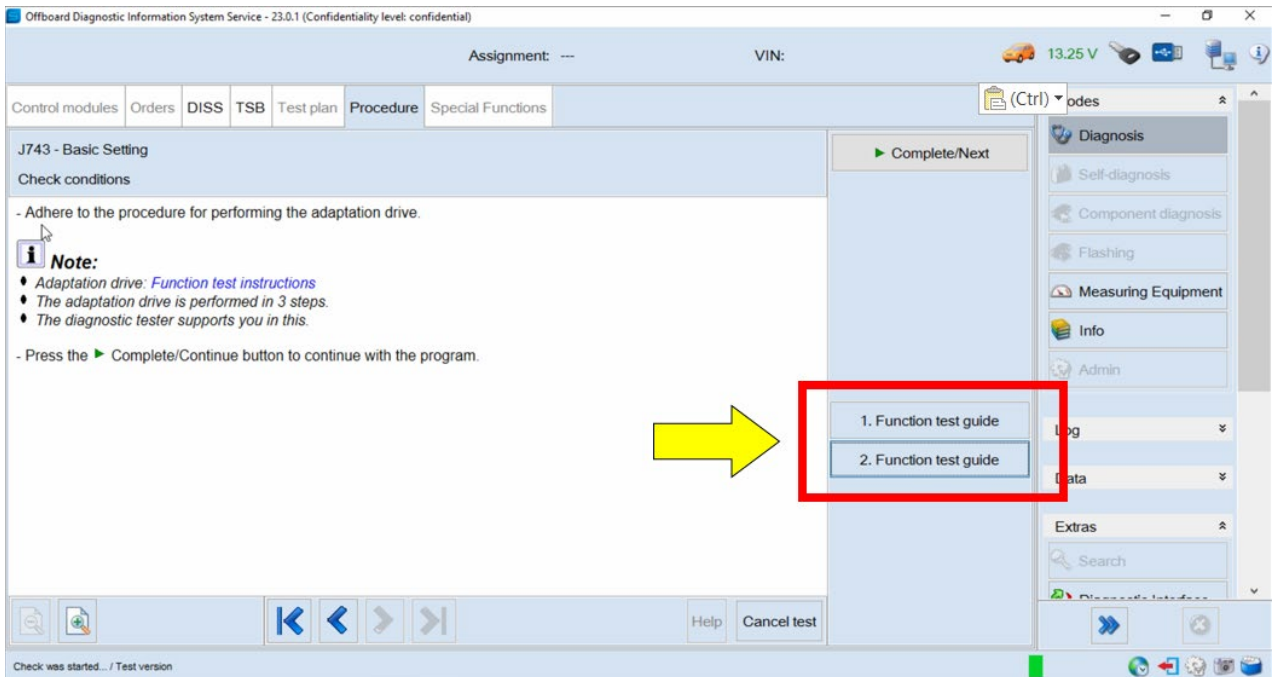 Offboard Diagnostic Information System Service - 23.0.1 (Confidentiality level: confidential)
Assignment: ---
VIN:
13.25 V
Control modules
Orders
DISS
TSB
Test plan
Procedure
Special Functions
(Ctrl)
odes
J743 - Basic Setting
Check conditions
Complete/Next
Diagnosis
Self-diagnosis
Component diagnosis
Flashing
Measuring Equipment
Info
Admin
- Adhere to the procedure for performing the adaptation drive.
i Note:
Adaptation drive: Function test instructions
The adaptation drive is performed in 3 steps.
The diagnostic tester supports you in this.
- Press the ► Complete/Continue button to continue with the program.
1. Function test guide
2. Function test guide
Log
Data
Extras
Search
Help
Cancel test
Check was started... / Test version